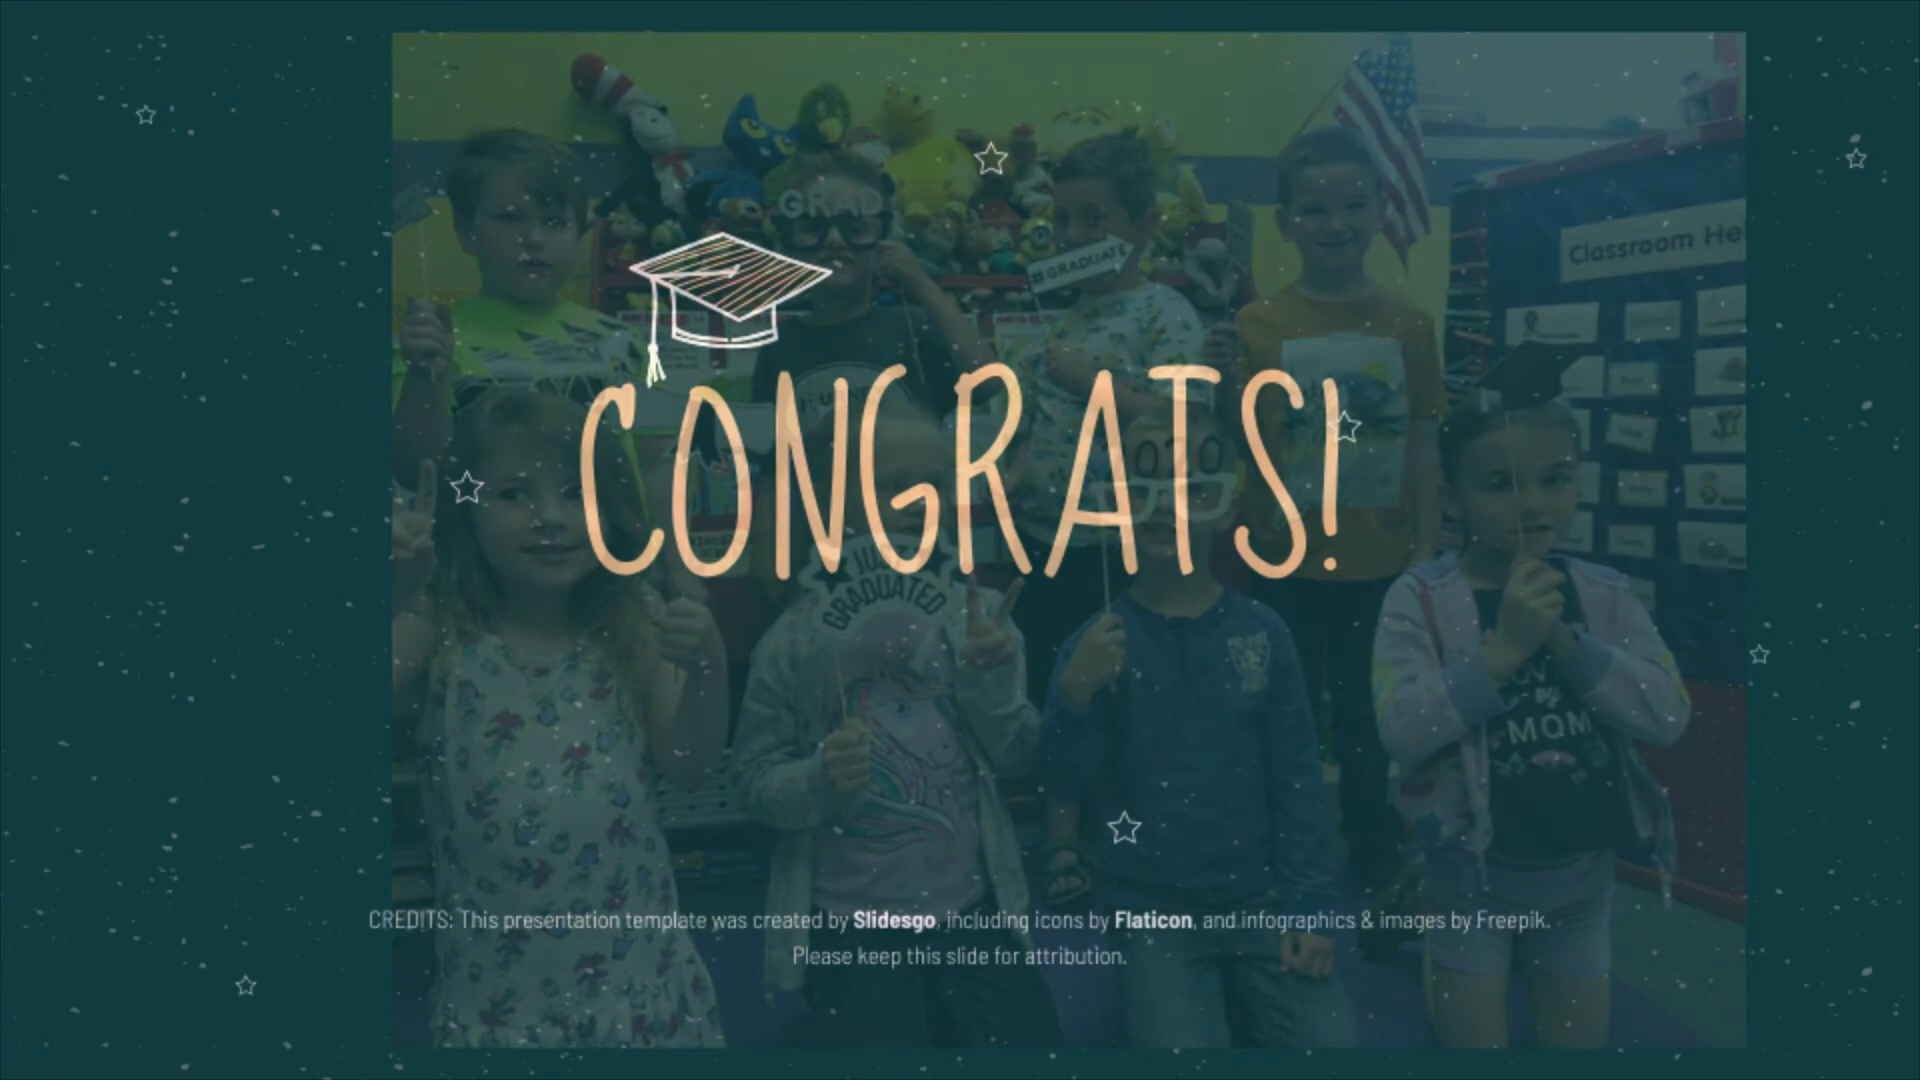 GRAD
#GRADUATE
Classroom He
CONGRATS!
2020
JUST
GRADUATED
MOM
CREDITS: This presentation template was created by Slidesgo, including icons by Flaticon, and infographics & images by Freepik.
Please keep this slide for attribution.